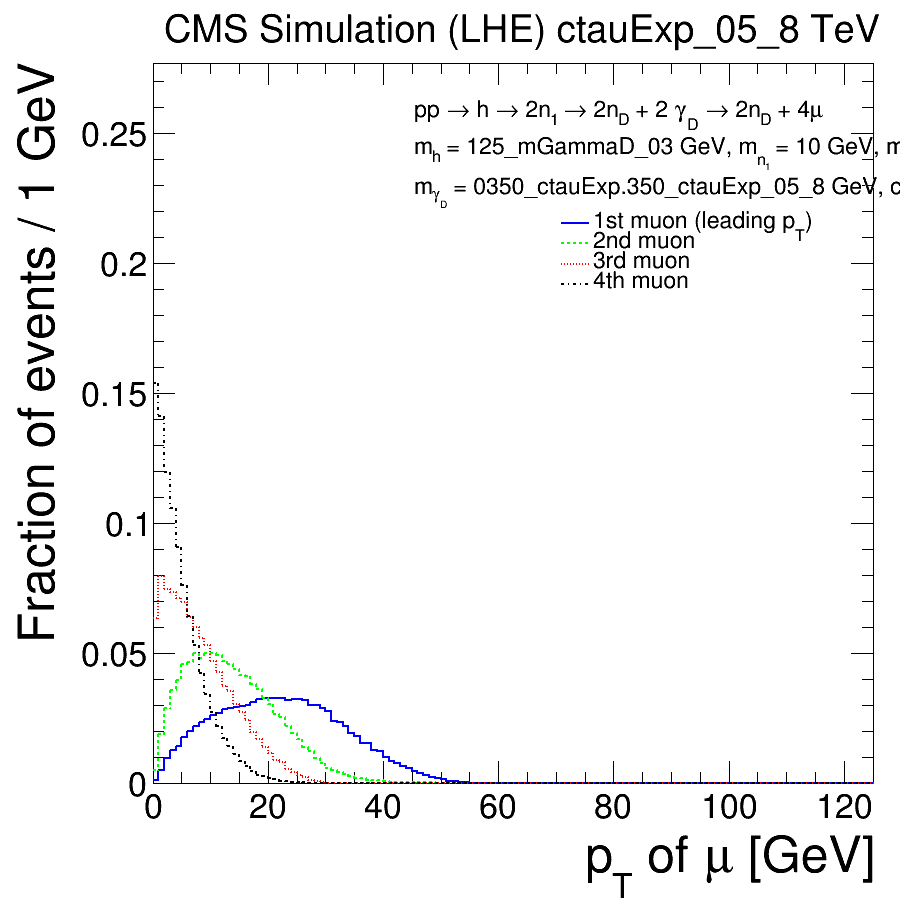 CMS Simulation (LHE) ctauExp_05_8 TeV
pp → h → 2n1 → 2nD + 2 γD → 2nD + 4μ
mh = 125_mGammaD_03 GeV, mn1 = 10 GeV, m
mγD = 0350_ctauExp.350_ctauExp_05_8 GeV, c
1st muon (leading pT)
2nd muon
3rd muon
4th muon
Fraction of events / 1 GeV
0.25
0.2
0.15
0.1
0.05
0
0 20 40 60 80 100 120
pT of μ [GeV]